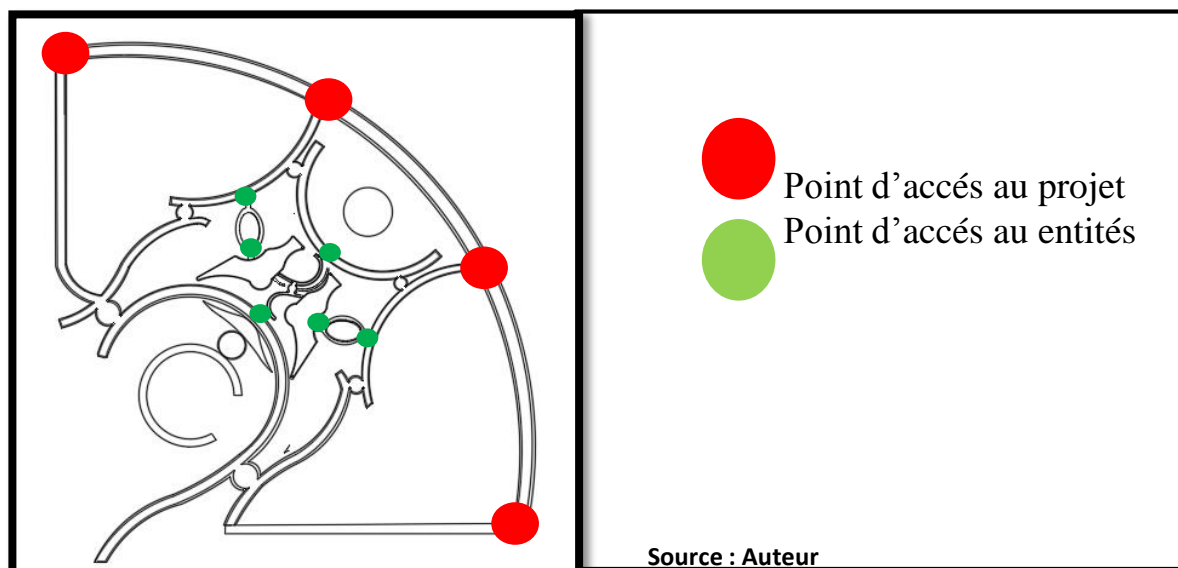 Point d'accés au projet
Point d'accés au entités
Source : Auteur